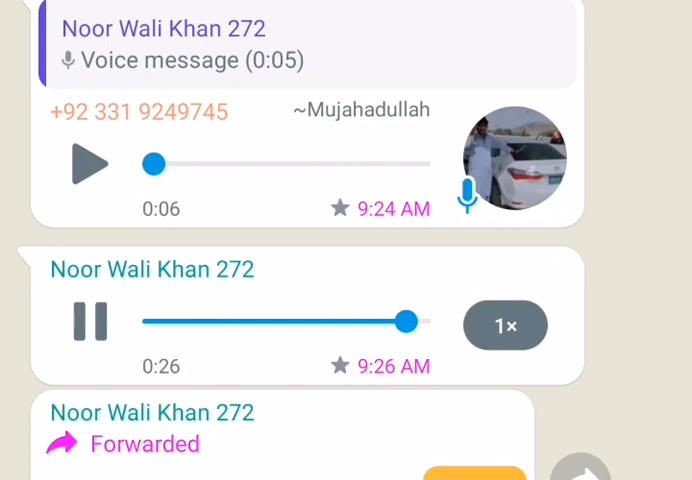 Noor Wali Khan 272
Voice message (0:05)
+92 331 9249745 ~Mujahadullah
0:06 9:24 AM
Noor Wali Khan 272
1×
0:26 9:26 AM
Noor Wali Khan 272
Forwarded